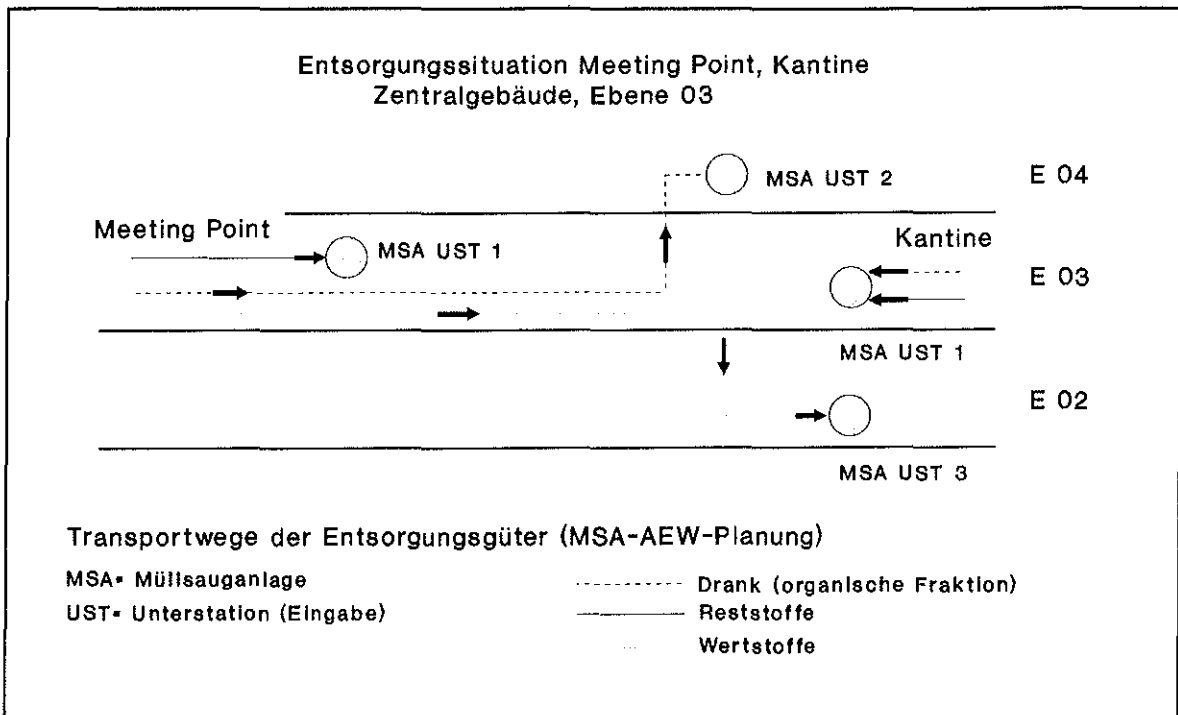 Entsorgungssituation Meeting Point, Kantine
Zentralgebäude, Ebene 03
MSA UST 2
E 04
Meeting Point
MSA UST 1
Kantine
E 03
MSA UST 1
E 02
MSA UST 3
Transportwege der Entsorgungsgüter (MSA-AEW-Planung)
MSA= Müllsauganlage
UST= Unterstation (Eingabe)
Drank (organische Fraktion)
Reststoffe
Wertstoffe